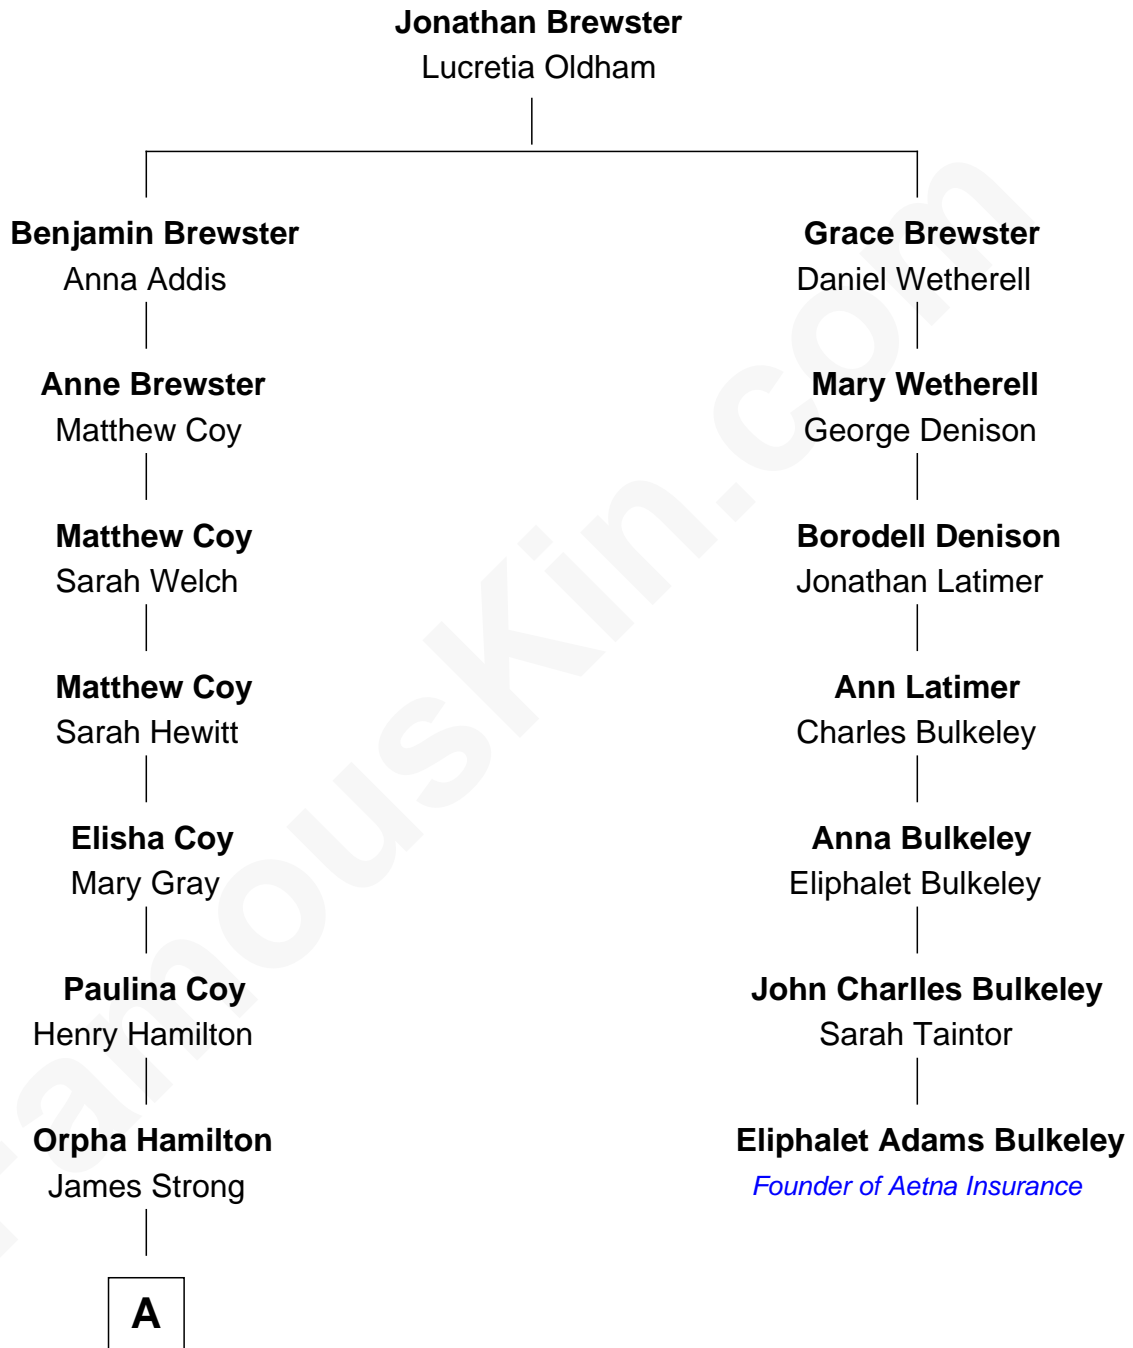 Jonathan Brewster
Lucretia Oldham
Benjamin Brewster
Anna Addis
Grace Brewster
Daniel Wetherell
Anne Brewster
Matthew Coy
Mary Wetherell
George Denison
Matthew Coy
Sarah Welch
Borodell Denison
Jonathan Latimer
Matthew Coy
Sarah Hewitt
Ann Latimer
Charles Bulkeley
Elisha Coy
Mary Gray
Anna Bulkeley
Eliphalet Bulkeley
Paulina Coy
Henry Hamilton
John Charlles Bulkeley
Sarah Taintor
Orpha Hamilton
James Strong
Eliphalet Adams Bulkeley
Founder of Aetna Insurance
A
FamousKin.com